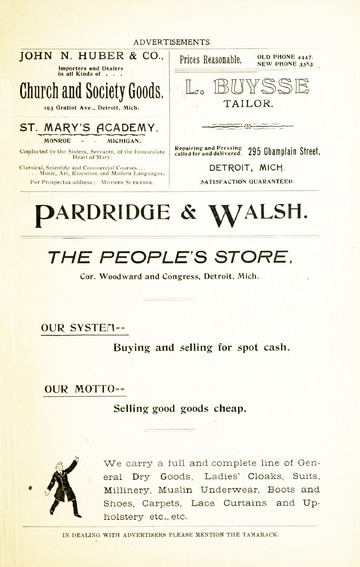 ADVERTISEMENTS.
JOHN N. HUBER & CO.,
Importers and Dealers
in all Kinds of . . .
Church and Society Goods.
193 Gratiot Ave., Detroit, Mich.
ST. MARY'S ACADEMY,
MONROE - - MICHIGAN.
Conducted by the Sisters, Servants, of the Immaculate
Heart of Mary.
Classical, Scientific and Commercial Courses....
. . . Music, Art, Elocution and Modern Languages.
For Prospectus address: MOTHER SUPERIOR.
Prices Reasonable.
OLD PHONE 4447.
NEW PHONE 3383
L. BUYSSE
TAILOR.
Repairing and Pressing
called for and delivered
295 Champlain Street,
DETROIT, MICH.
SATISFACTION GUARANTEED.
PARDRIDGE & WALSH.
THE PEOPLE'S STORE,
Cor. Woodward and Congress, Detroit, Mich.
OUR SYSTEM--
Buying and selling for spot cash.
OUR MOTTO--
Selling good goods cheap.
We carry a full and complete line of Gen-
eral Dry Goods, Ladies' Cloaks, Suits,
Millinery, Muslin Underwear, Boots and
Shoes, Carpets, Lace Curtains and Up-
holstery etc., etc.
IN DEALING WITH ADVERTISERS PLEASE MENTION THE TAMARACK.